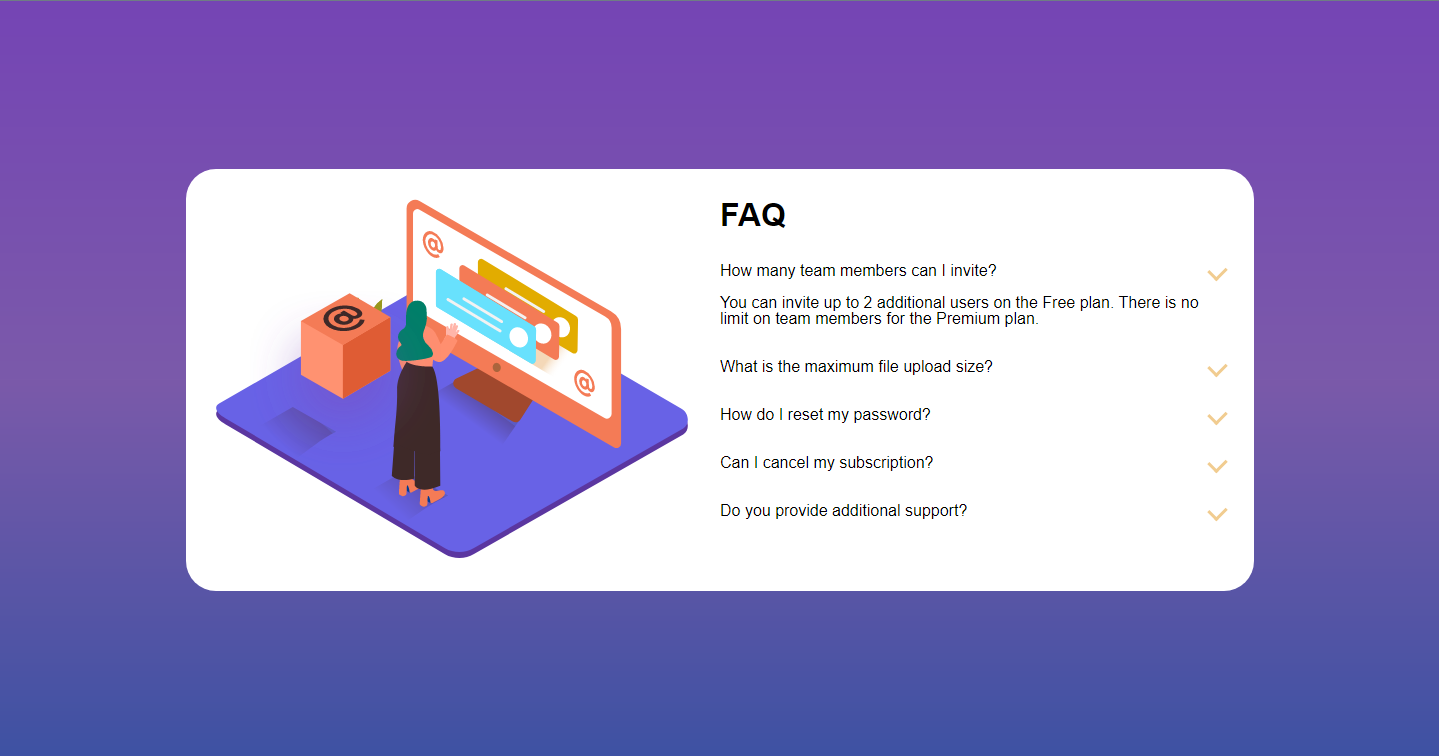 FAQ
How many team members can I invite?
You can invite up to 2 additional users on the Free plan. There is no
limit on team members for the Premium plan.
What is the maximum file upload size?
How do I reset my password?
Can I cancel my subscription?
Do you provide additional support?
@
@
@